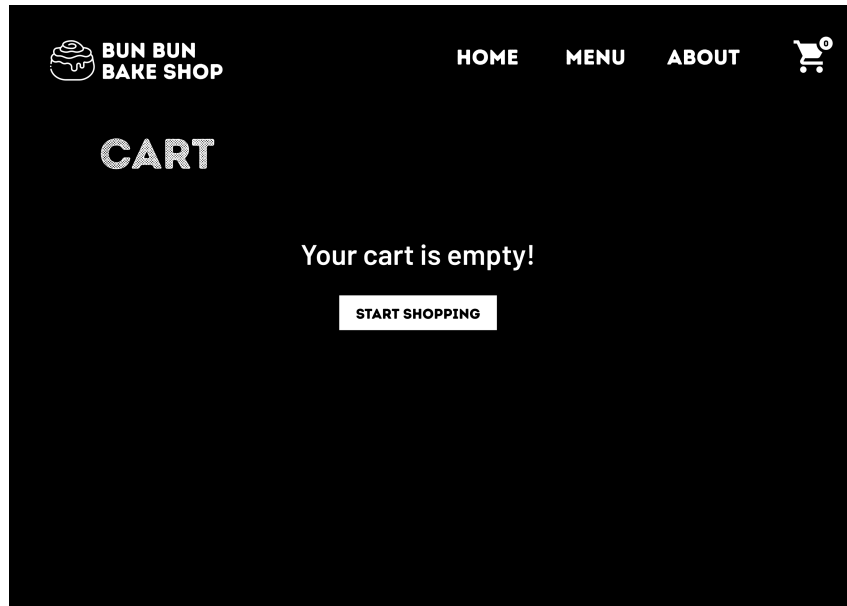 BUN BUN
BAKE SHOP
HOME MENU ABOUT
0
CART
Your cart is empty!
START SHOPPING